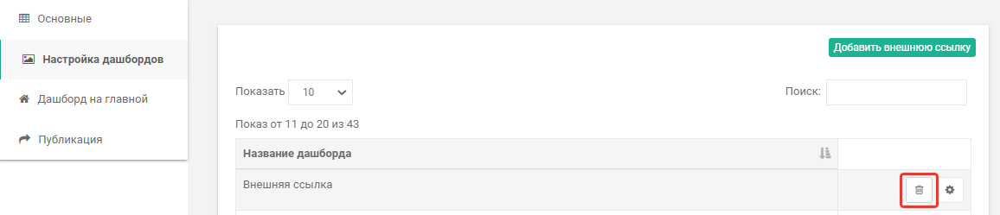 Основные
Настройка дашбордов
Дашборд на главной
Публикация
Добавить внешнюю ссылку
Показать 10 Поиск:
Показ от 11 до 20 из 43
Название дашборда
Внешняя ссылка